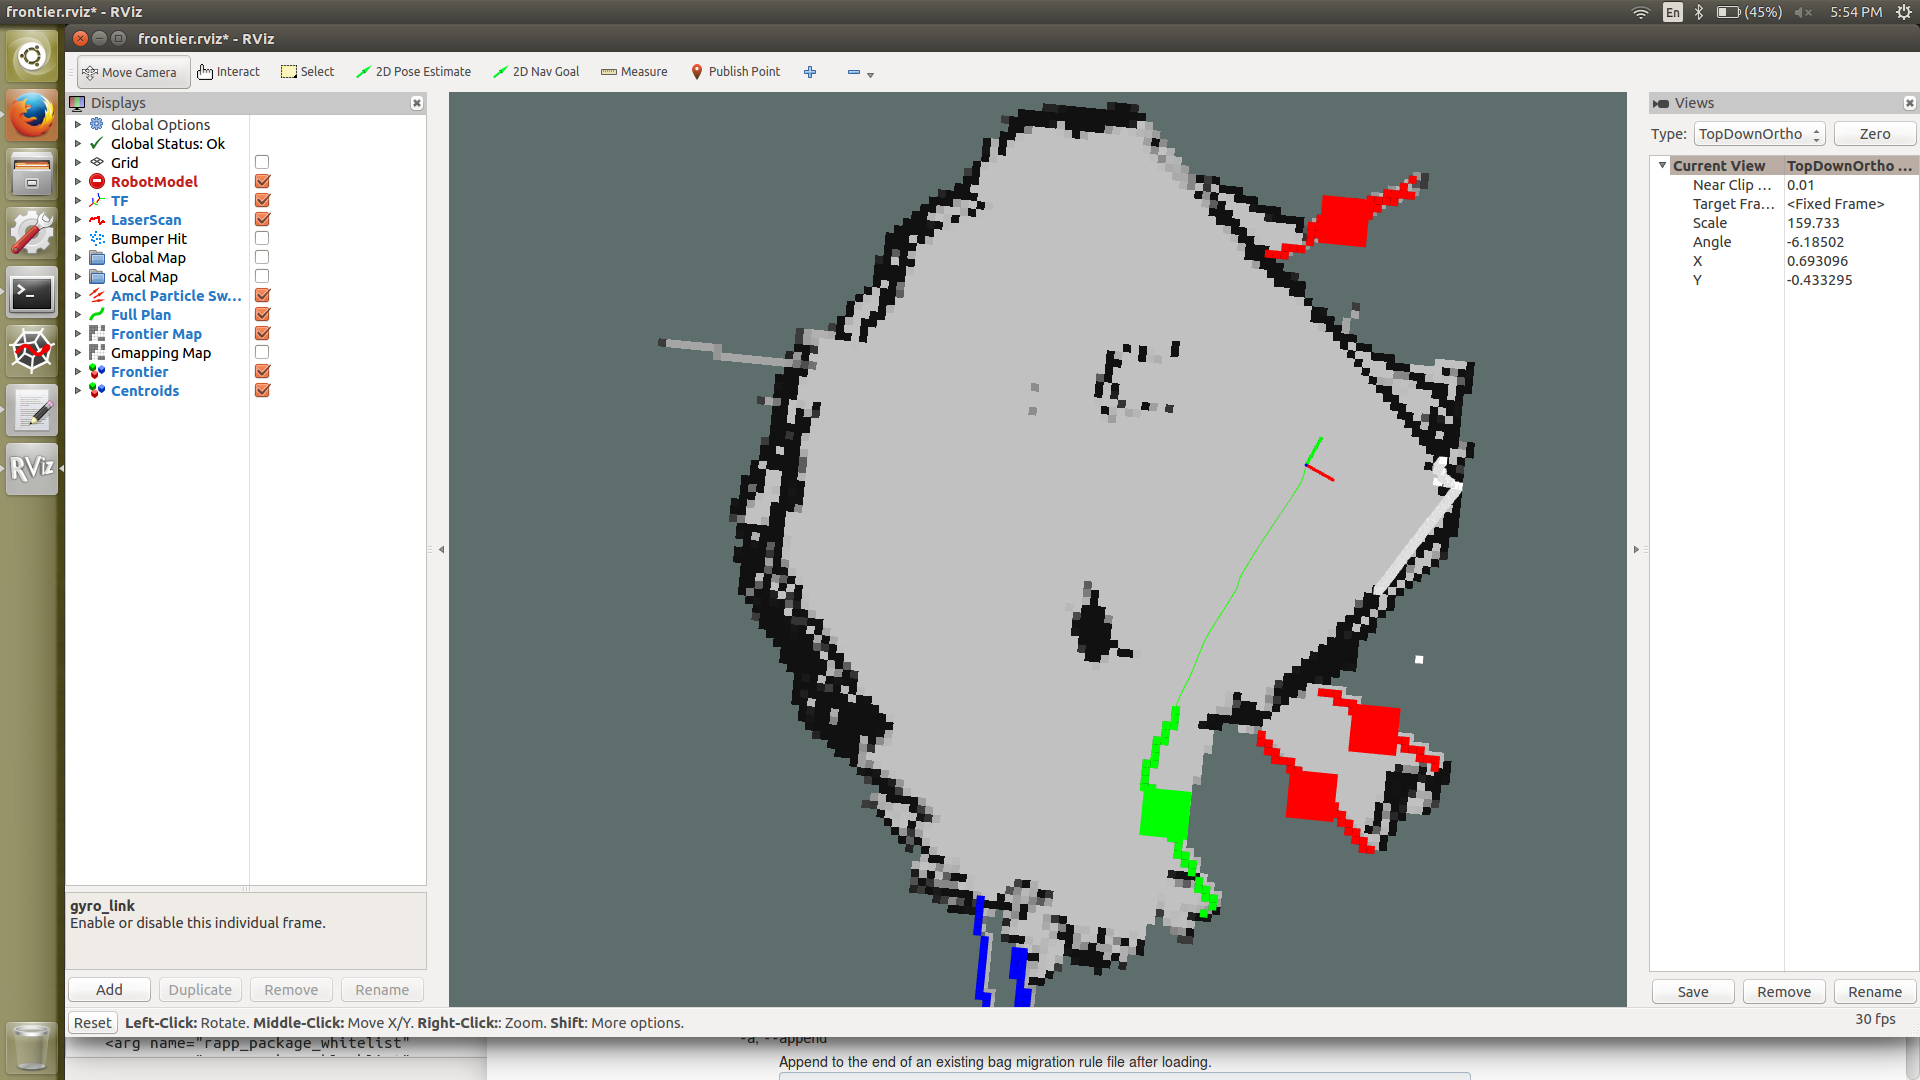 frontier.rviz* - RViz
En
(45%)
5:54 PM
frontier.rviz* - RViz
Move Camera
Interact
Select
2D Pose Estimate
2D Nav Goal
Measure
Publish Point
Displays
Global Options
Global Status: Ok
Grid
RobotModel
TF
LaserScan
Bumper Hit
Global Map
Local Map
Amcl Particle Sw...
Full Plan
Frontier Map
Gmapping Map
Frontier
Centroids
gyro_link
Enable or disable this individual frame.
Add
Duplicate
Remove
Rename
Views
Type:
TopDownOrtho
Zero
Current View
TopDownOrtho ...
Near Clip ...
0.01
Target Fra...
<Fixed Frame>
Scale
159.733
Angle
-6.18502
X
0.693096
Y
-0.433295
Save
Remove
Rename
RViz
Reset
Left-Click: Rotate. Middle-Click: Move X/Y. Right-Click:: Zoom. Shift: More options.
30 fps
<arg name="rapp_package_whitelist"
-a, --append
Append to the end of an existing bag migration rule file after loading.